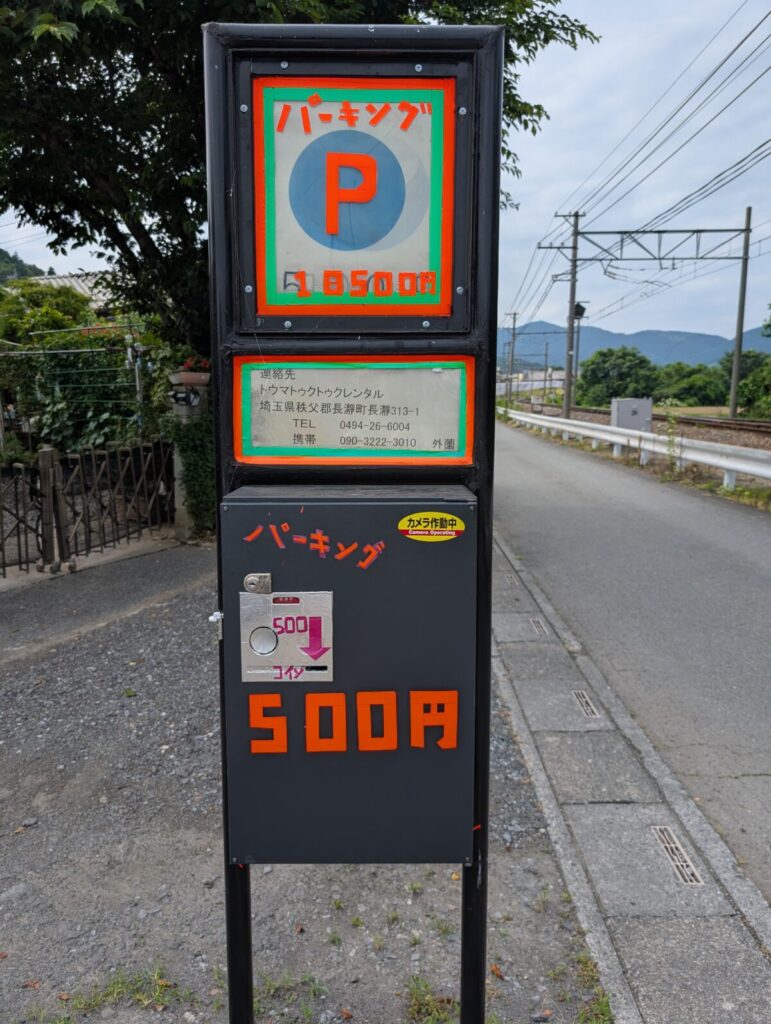 パーキング
P
1日500円
連絡先
トウマトゥクトゥクレンタル
埼玉県秩父郡長瀞町長瀞313-1
TEL 0494-26-6004
携帯 090-3222-3010 外薗
パーキング
カメラ作動中
Camera Operating
500
コイン
500円